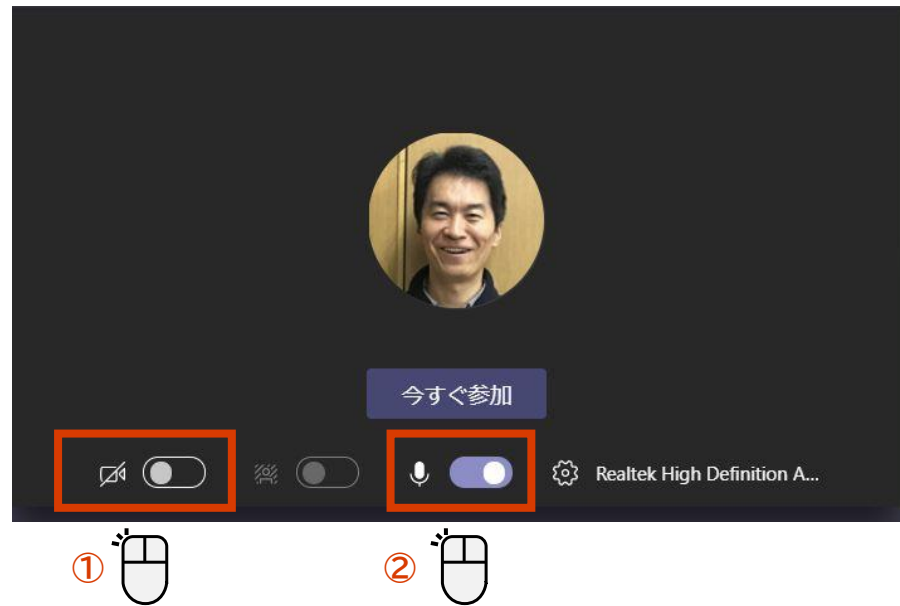 今すぐ参加
Realtek High Definition A...
① ②